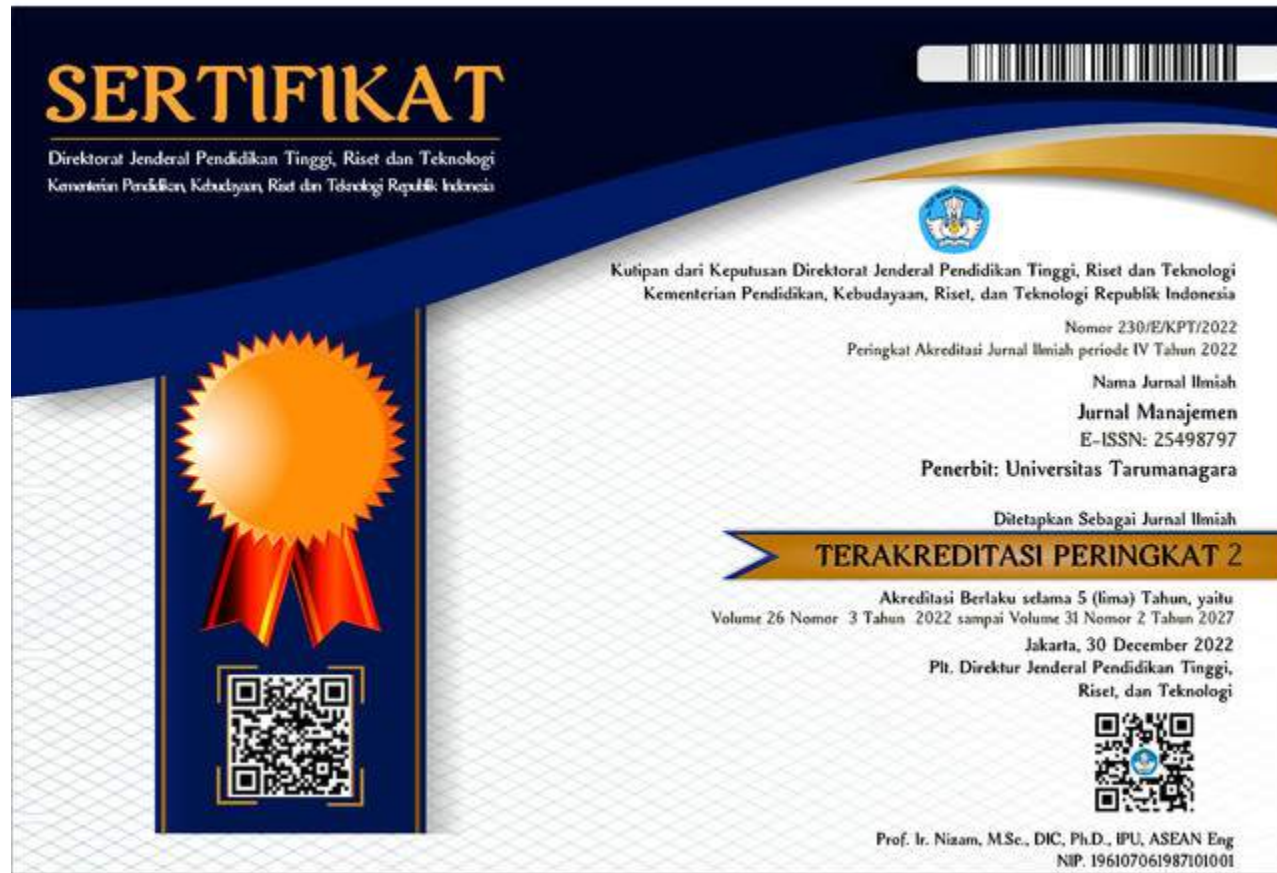 SERTIFIKAT
Direktorat Jenderal Pendidikan Tinggi, Riset dan Teknologi
Kementerian Pendidikan, Kebudayaan, Riset dan Teknologi Republik Indonesia
Kutipan dari Keputusan Direktorat Jenderal Pendidikan Tinggi, Riset dan Teknologi
Kementerian Pendidikan, Kebudayaan, Riset, dan Teknologi Republik Indonesia
Nomor 230/E/KPT/2022
Peringkat Akreditasi Jurnal Ilmiah periode IV Tahun 2022
Nama Jurnal Ilmiah
Jurnal Manajemen
E-ISSN: 25498797
Penerbit: Universitas Tarumanagara
Ditetapkan Sebagai Jurnal Ilmiah
TERAKREDITASI PERINGKAT 2
Akreditasi Berlaku selama 5 (lima) Tahun, yaitu
Volume 26 Nomor 3 Tahun 2022 sampai Volume 31 Nomor 2 Tahun 2027
Jakarta, 30 December 2022
Plt. Direktur Jenderal Pendidikan Tinggi,
Riset, dan Teknologi
Prof. Ir. Nizam, M.Sc., DIC, Ph.D., IPU, ASEAN Eng
NIP. 196107061987101001